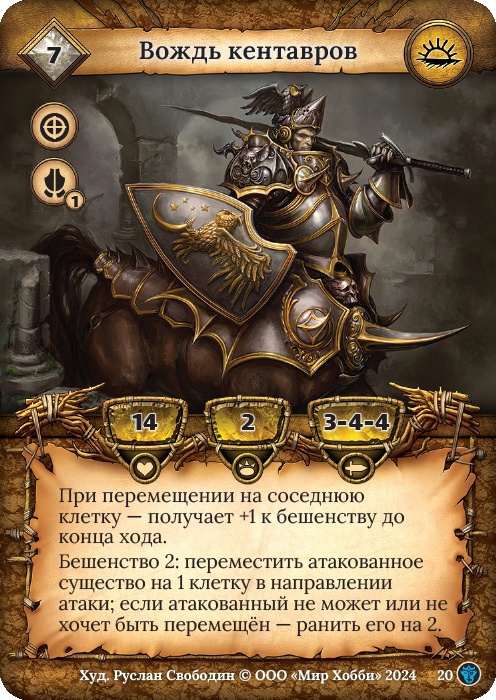 7
Вождь кентавров
1
14
2
3-4-4
При перемещении на соседнюю
клетку — получает +1 к бешенству до
конца хода.
Бешенство 2: переместить атакованное
существо на 1 клетку в направлении
атаки; если атакованный не может или не
хочет быть перемещён — ранить его на 2.
Худ. Руслан Свободин © ООО «Мир Хобби» 2024
20